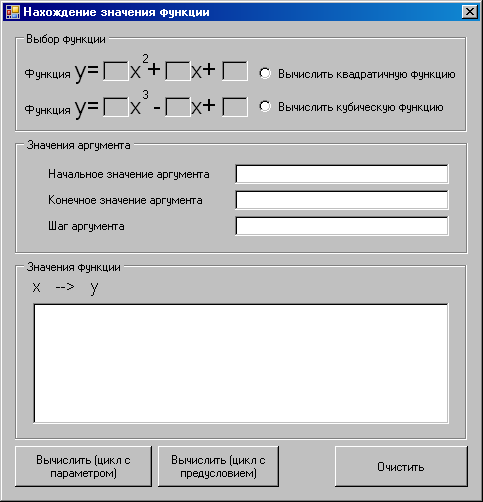 Нахождение значения функции
Выбор функции
Функция y= x²+ x+
Вычислить квадратичную функцию
Функция y= x³ - x+
Вычислить кубическую функцию
Значения аргумента
Начальное значение аргумента
Конечное значение аргумента
Шаг аргумента
Значения функции
x --> y
Вычислить (цикл с
параметром)
Вычислить (цикл с
предусловием)
Очистить